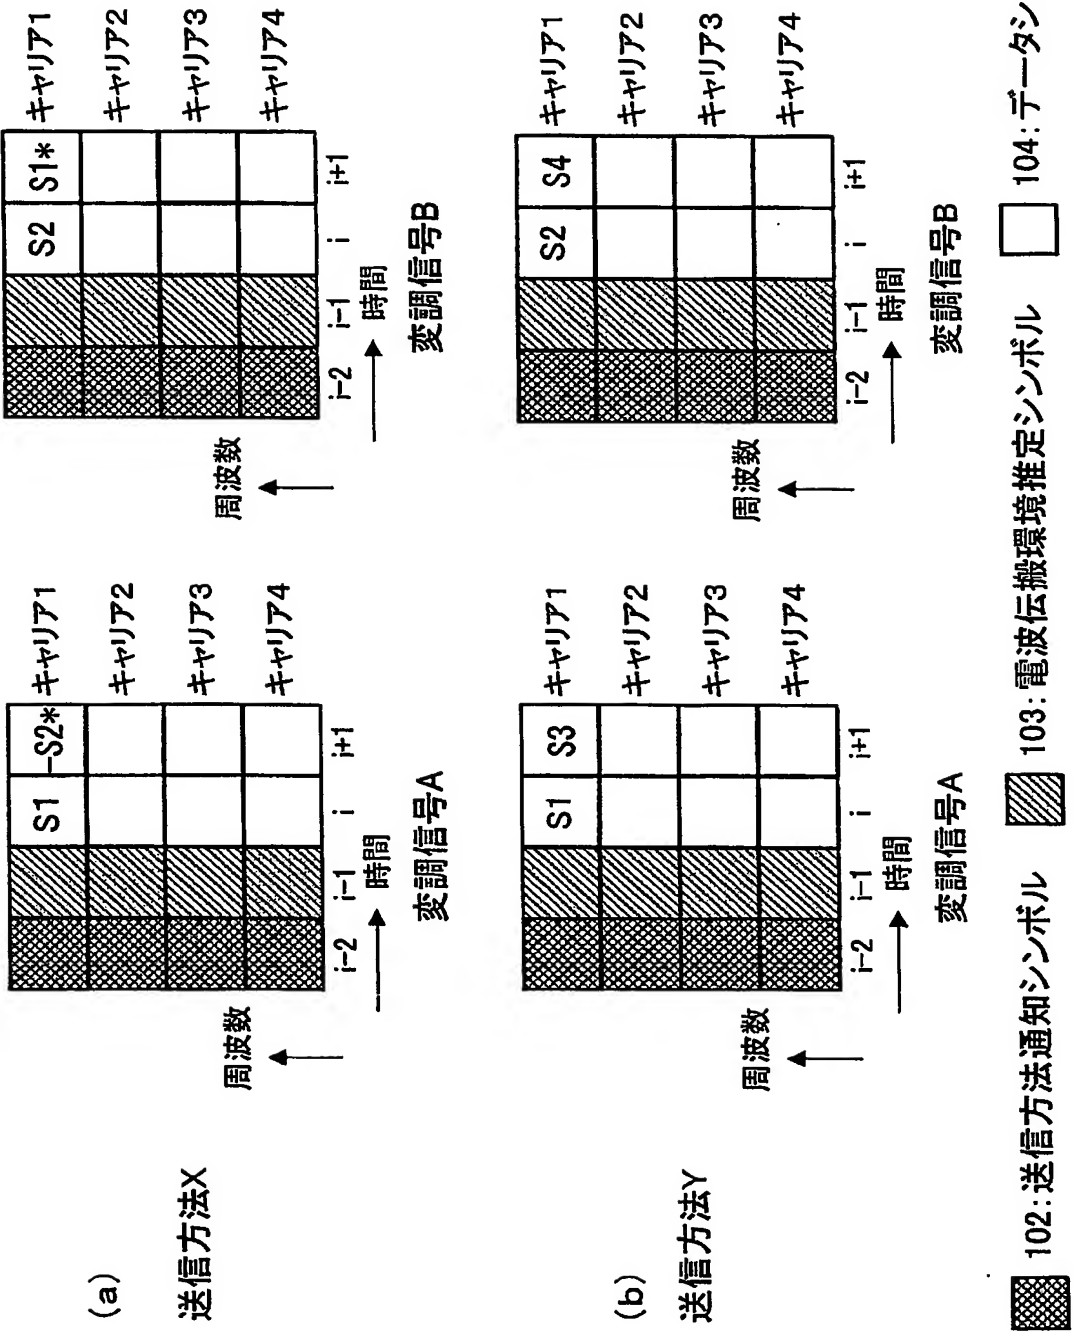 (a)
送信方法X
周波数
S1
-S2*
キャリア1
キャリア2
キャリア3
キャリア4
i-2
i-1
i
i+1
時間
変調信号A
周波数
S2
S1*
キャリア1
キャリア2
キャリア3
キャリア4
i-2
i-1
i
i+1
時間
変調信号B
(b)
送信方法Y
周波数
S1
S3
キャリア1
キャリア2
キャリア3
キャリア4
i-2
i-1
i
i+1
時間
変調信号A
周波数
S2
S4
キャリア1
キャリア2
キャリア3
キャリア4
i-2
i-1
i
i+1
時間
変調信号B
102:送信方法通知シンボル
103:電波伝搬環境推定シンボル
104:データシ